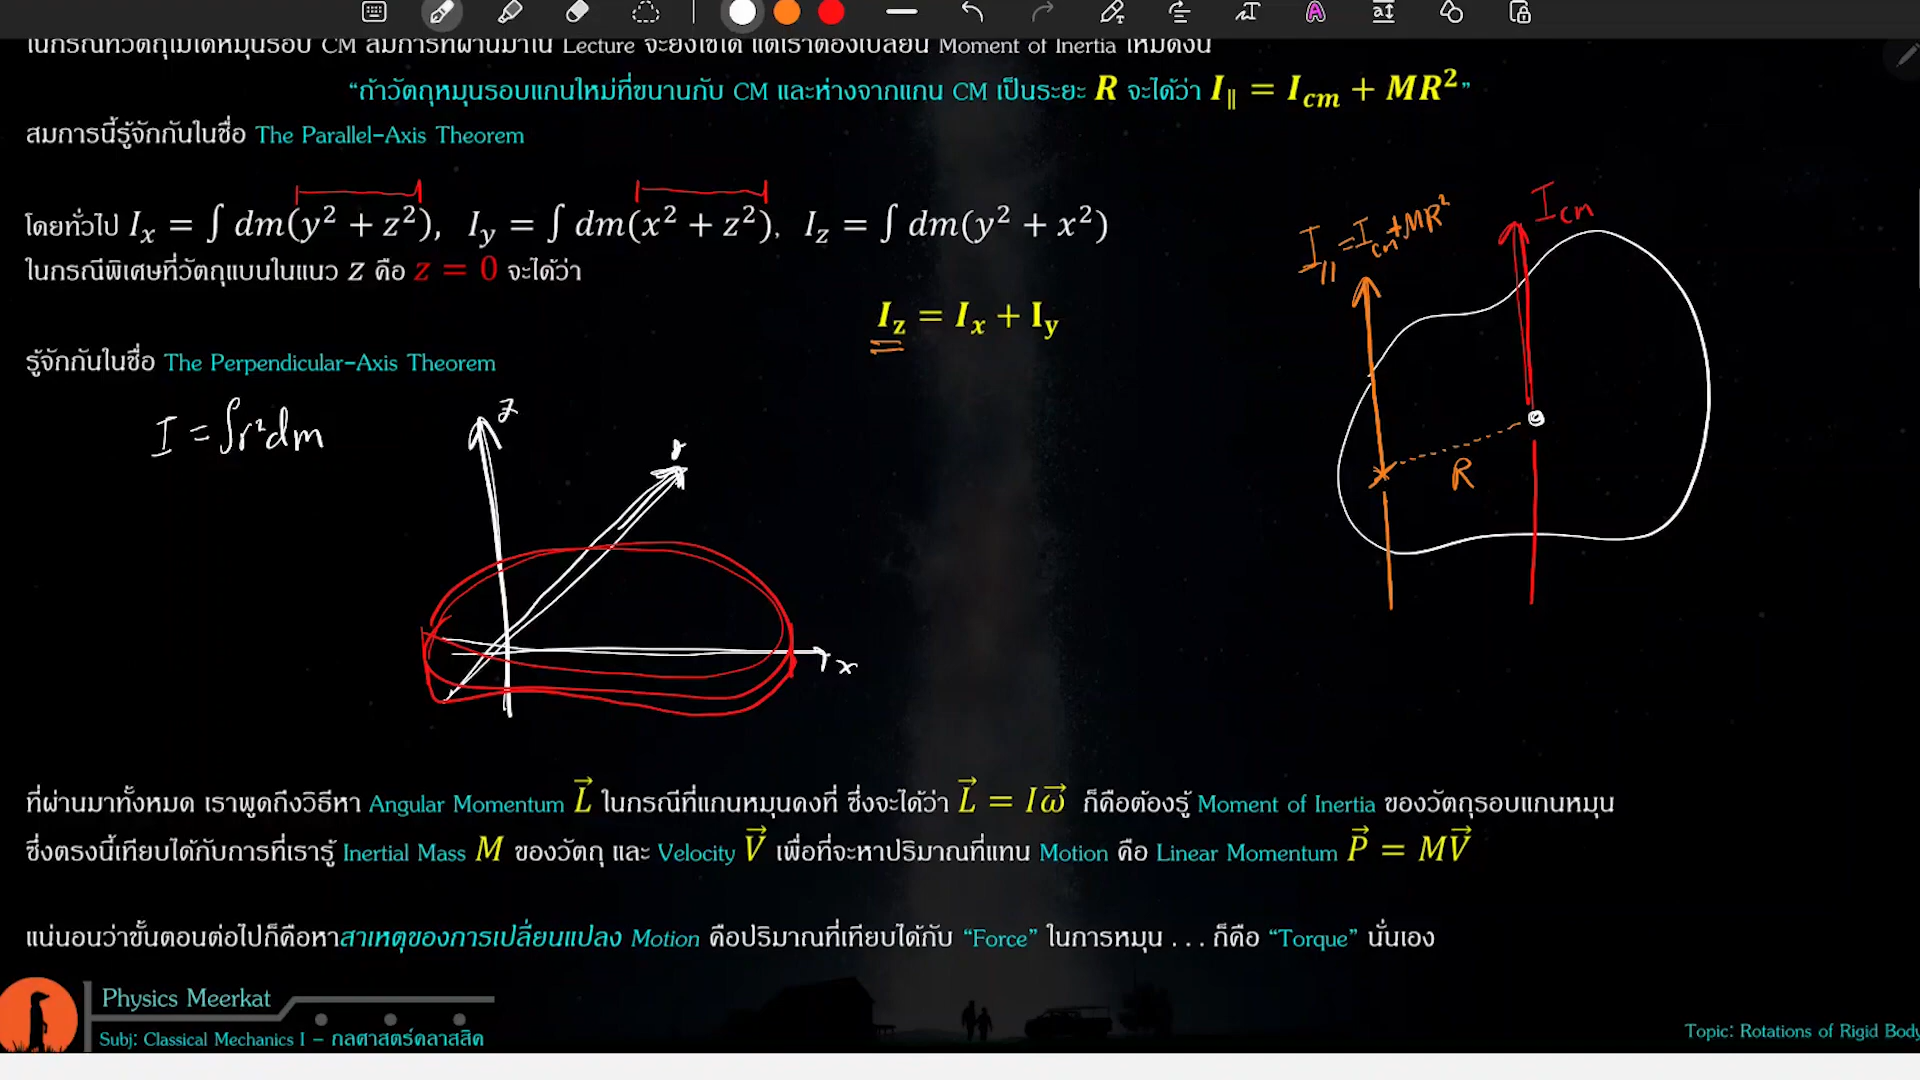 ในกรณีที่วัตถุไม่ได้หมุนรอบ CM สมการที่ผ่านมาใน Lecture จะยังใช้ได้ แต่เราต้องเปลี่ยน Moment of Inertia ใหม่ดังนี้
“ถ้าวัตถุหมุนรอบแกนใหม่ที่ขนานกับ CM และห่างจากแกน CM เป็นระยะ R จะได้ว่า I∥ = Icm + MR²”
สมการนี้รู้จักกันในชื่อ The Parallel-Axis Theorem
โดยทั่วไป Ix = ∫ dm(y² + z²), Iy = ∫ dm(x² + z²), Iz = ∫ dm(y² + x²)
ในกรณีพิเศษที่วัตถุแบนในแนว z คือ z = 0 จะได้ว่า
Iz = Ix + Iy
รู้จักกันในชื่อ The Perpendicular-Axis Theorem
I = ∫r²dm
z
x
I∥ = Icm + MR²
Icm
R
ที่ผ่านมาทั้งหมด เราพูดถึงวิธีหา Angular Momentum L⃗ ในกรณีที่แกนหมุนคงที่ ซึ่งจะได้ว่า L⃗ = Iω⃗ ก็คือต้องรู้ Moment of Inertia ของวัตถุรอบแกนหมุน
ซึ่งตรงนี้เทียบได้กับการที่เรารู้ Inertial Mass M ของวัตถุ และ Velocity V⃗ เพื่อที่จะหาปริมาณที่แทน Motion คือ Linear Momentum P⃗ = MV⃗
แน่นอนว่าขั้นตอนต่อไปก็คือหาสาเหตุของการเปลี่ยนแปลง Motion คือปริมาณที่เทียบได้กับ “Force” ในการหมุน . . . ก็คือ “Torque” นั่นเอง
Physics Meerkat
Subj: Classical Mechanics I - กลศาสตร์คลาสสิค
Topic: Rotations of Rigid Body